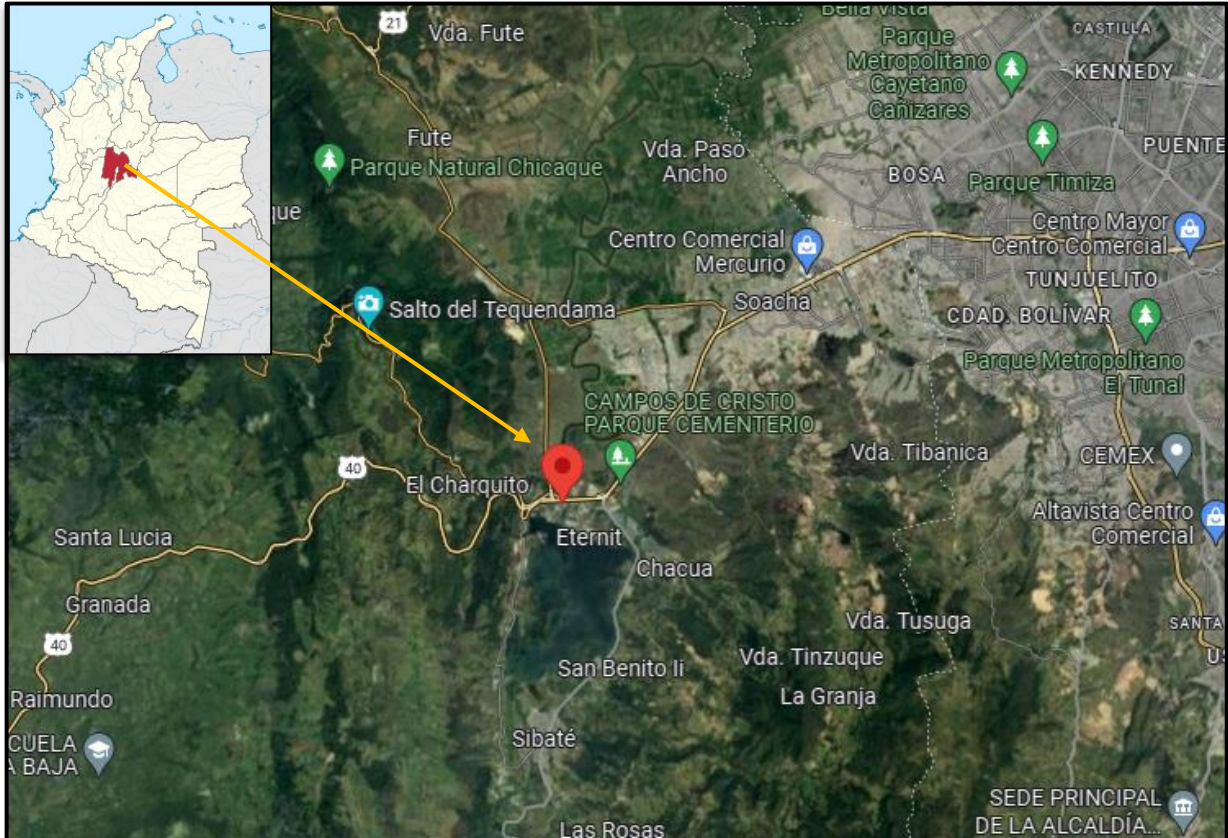 21
Vda. Fute
Bella Vista
CASTILLA
Parque
Metropolitano
Cayetano
Cañizares
KENNEDY
Fute
Vda. Paso
Ancho
PUENTE
Parque Natural Chicaque
BOSA
Parque Timiza
que
Centro Comercial
Mercurio
Centro Mayor
Centro Comercial
Soacha
TUNJUELITO
Salto del Tequendama
CDAD. BOLÍVAR
Parque Metropolitano
El Tunal
CAMPOS DE CRISTO
PARQUE CEMENTERIO
Vda. Tibanica
CEMEX
40
El Charquito
Altavista Centro
Comercial
Santa Lucia
Eternit
Chacua
Granada
Vda. Tusuga
SANTA
40
San Benito Ii
Vda. Tinzuque
U
La Granja
Raimundo
Sibaté
CUELA
A BAJA
SEDE PRINCIPAL
DE LA ALCALDÍA...
Las Rosas